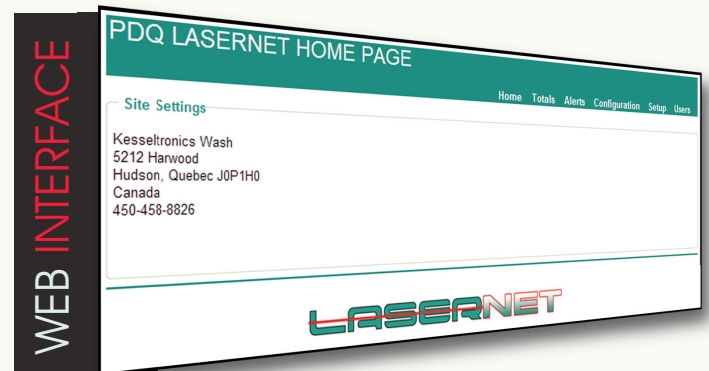 WEB INTERFACE
PDQ LASERNET HOME PAGE
Home Totals Alerts Configuration Setup Users
Site Settings
Kesseltronics Wash
5212 Harwood
Hudson, Quebec J0P1H0
Canada
450-458-8826
LASERNET